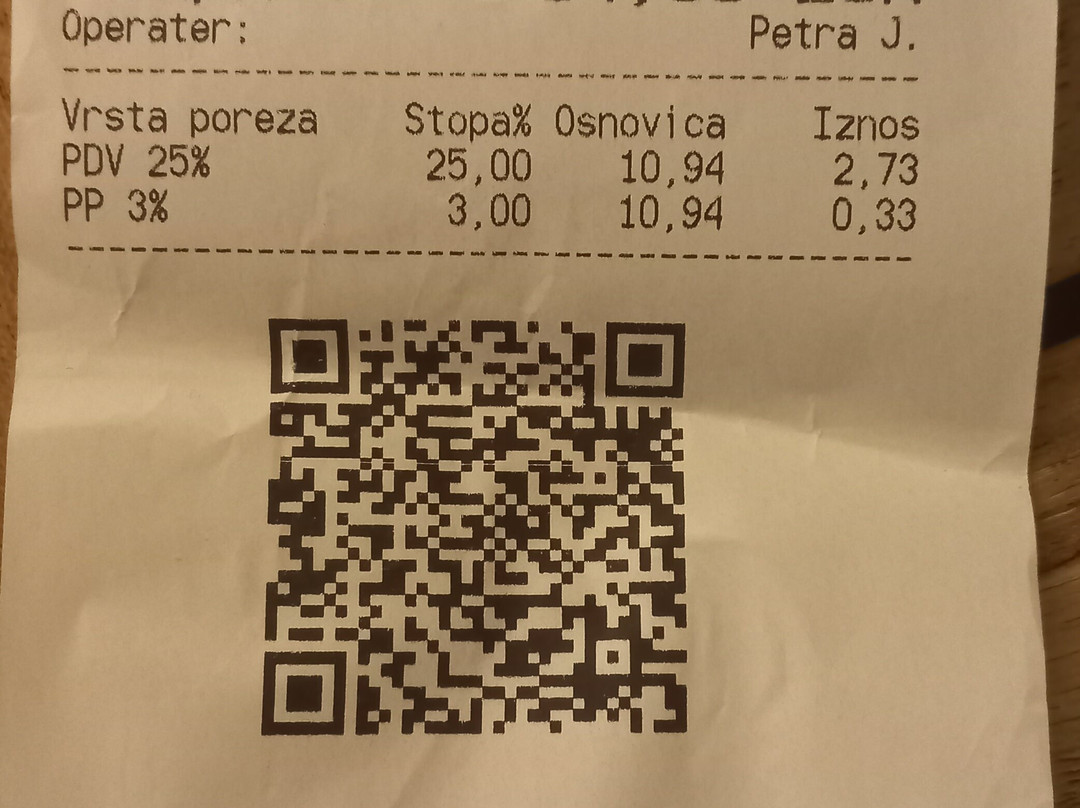 Operater: Petra J.
Vrsta poreza Stopa% Osnovica Iznos
PDV 25% 25,00 10,94 2,73
PP 3% 3,00 10,94 0,33